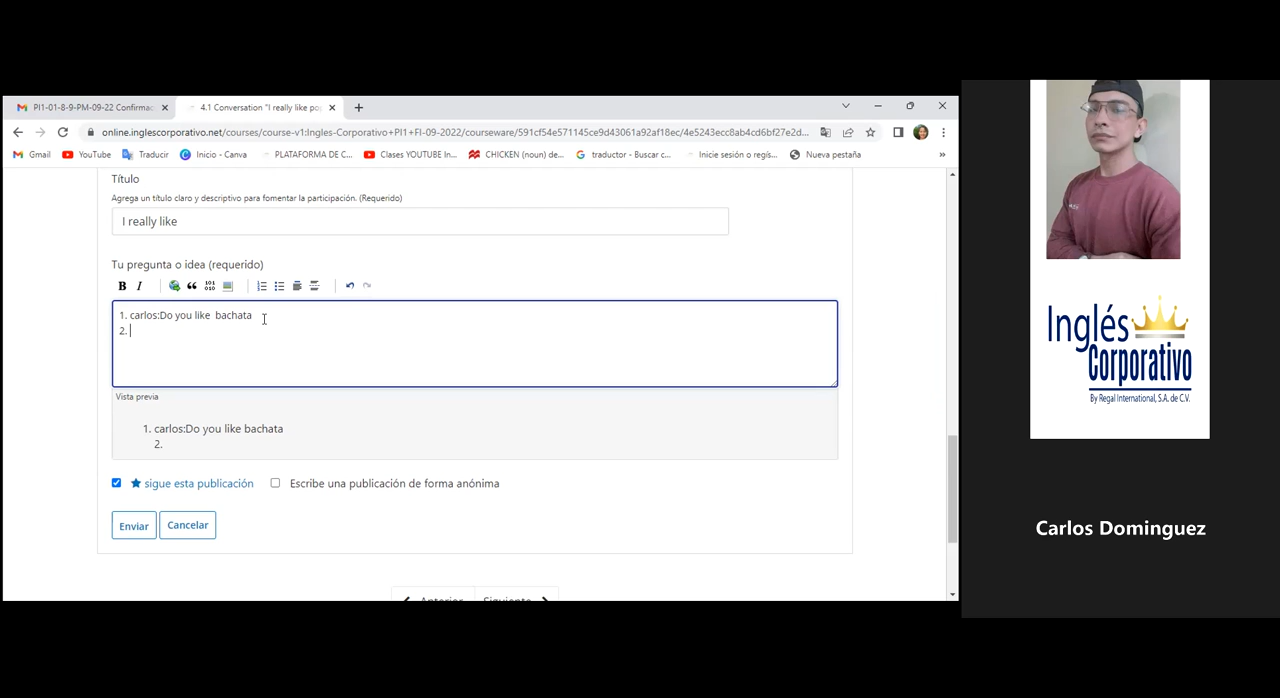 PI1-01-8-9-PM-09-22 Confirmac
4.1 Conversation "I really like po
online.inglescorporativo.net/courses/course-v1:Ingles-Corporativo+PI1+FI-09-2022/courseware/591cf54e571145ce9d43061a92af18ec/4e5243ecc8ab4cd6bf27e2d...
Gmail YouTube Traducir Inicio - Canva PLATAFORMA DE C... Clases YOUTUBE In... CHICKEN (noun) de... traductor - Buscar c... Inicie sesión o regís... Nueva pestaña »
Título
Agrega un título claro y descriptivo para fomentar la participación. (Requerido)
I really like
Tu pregunta o idea (requerido)
B I
1. carlos:Do you like bachata
2.
Vista previa
1. carlos:Do you like bachata
2.
sigue esta publicación Escribe una publicación de forma anónima
Enviar Cancelar
Anterior Siguiente
Inglés
Corporativo
By Regal International, S.A. de C.V.
Carlos Dominguez